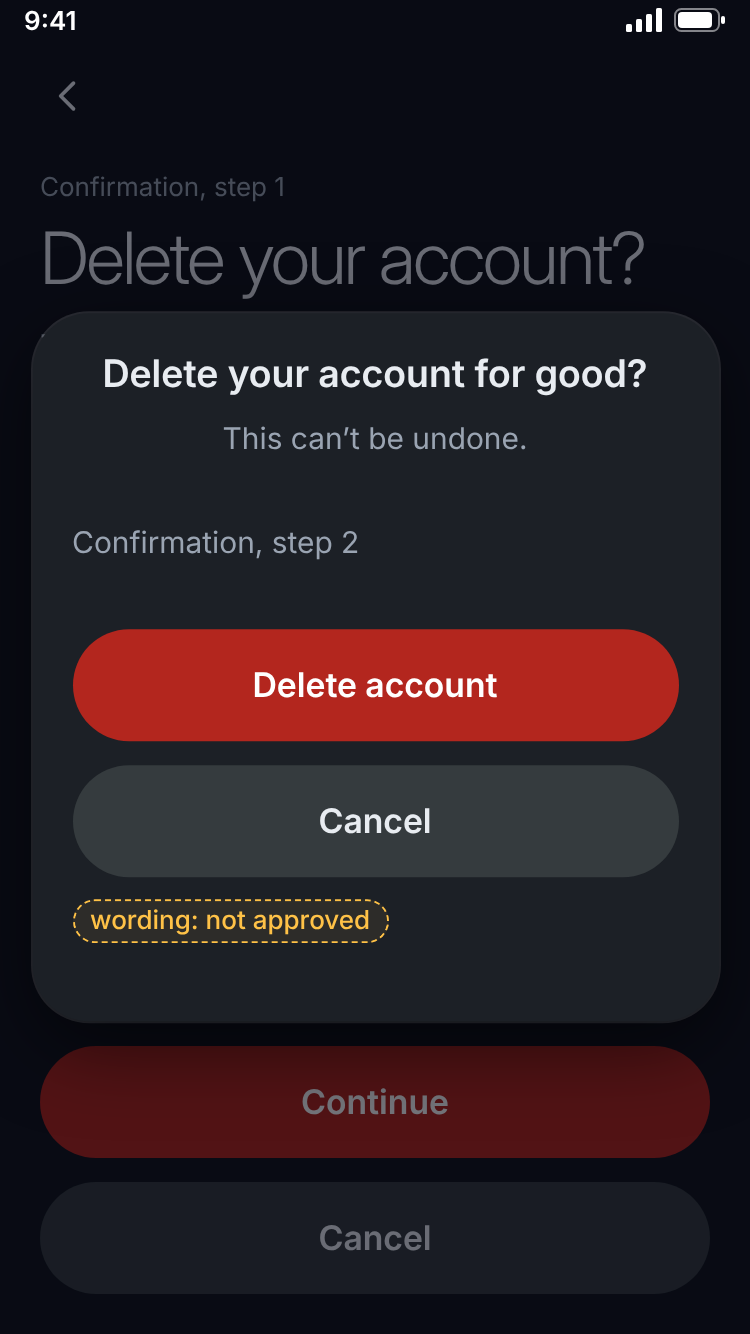 9:41
Confirmation, step 1
Delete your account?
Delete your account for good?
This can’t be undone.
Confirmation, step 2
Delete account
Cancel
wording: not approved
Continue
Cancel